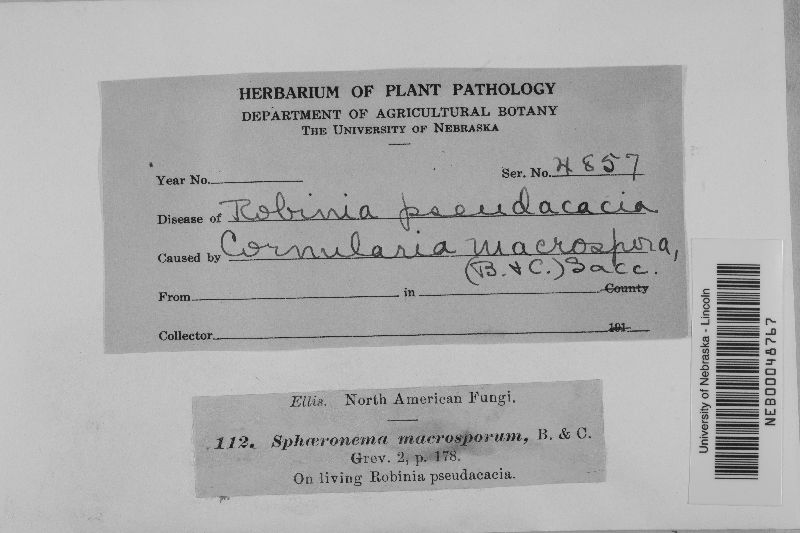 HERBARIUM OF PLANT PATHOLOGY
DEPARTMENT OF AGRICULTURAL BOTANY
THE UNIVERSITY OF NEBRASKA
Year No. Ser. No. 4857
Disease of Robinia pseudacacia
Caused by Cornularia macrospora,
(B. & C.) Sacc.
From in County
Collector 191-
Ellis. North American Fungi.
112. Sphæronema macrosporum, B. & C.
Grev. 2, p. 178.
On living Robinia pseudacacia.
University of Nebraska - Lincoln
NEB00048767